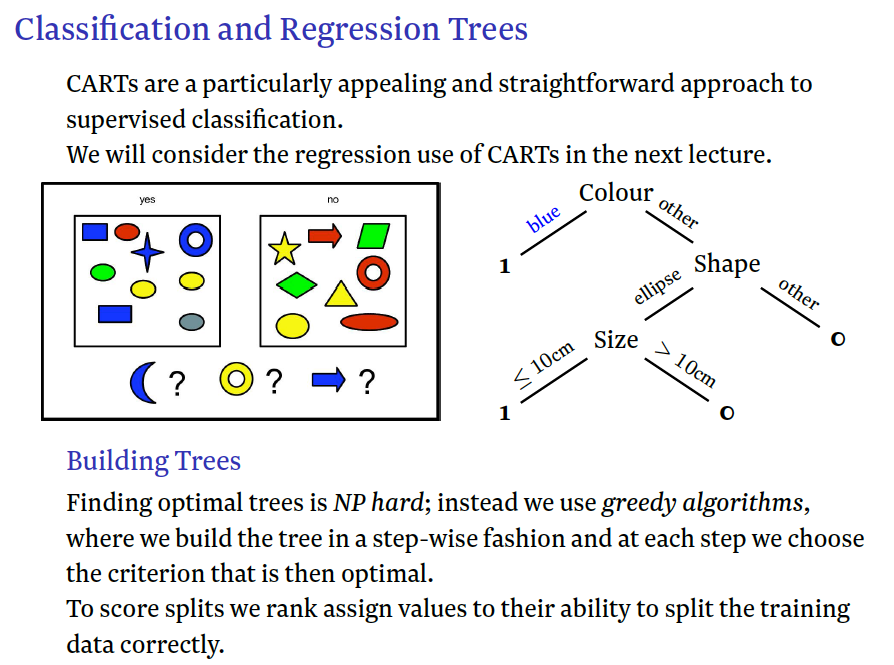 Classification and Regression Trees
CARTs are a particularly appealing and straightforward approach to
supervised classification.
We will consider the regression use of CARTs in the next lecture.
yes
no
? ? ?
Colour
blue
other
1
Shape
ellipse
other
Size
0
≤ 10cm
> 10cm
1
0
Building Trees
Finding optimal trees is NP hard; instead we use greedy algorithms,
where we build the tree in a step-wise fashion and at each step we choose
the criterion that is then optimal.
To score splits we rank assign values to their ability to split the training
data correctly.